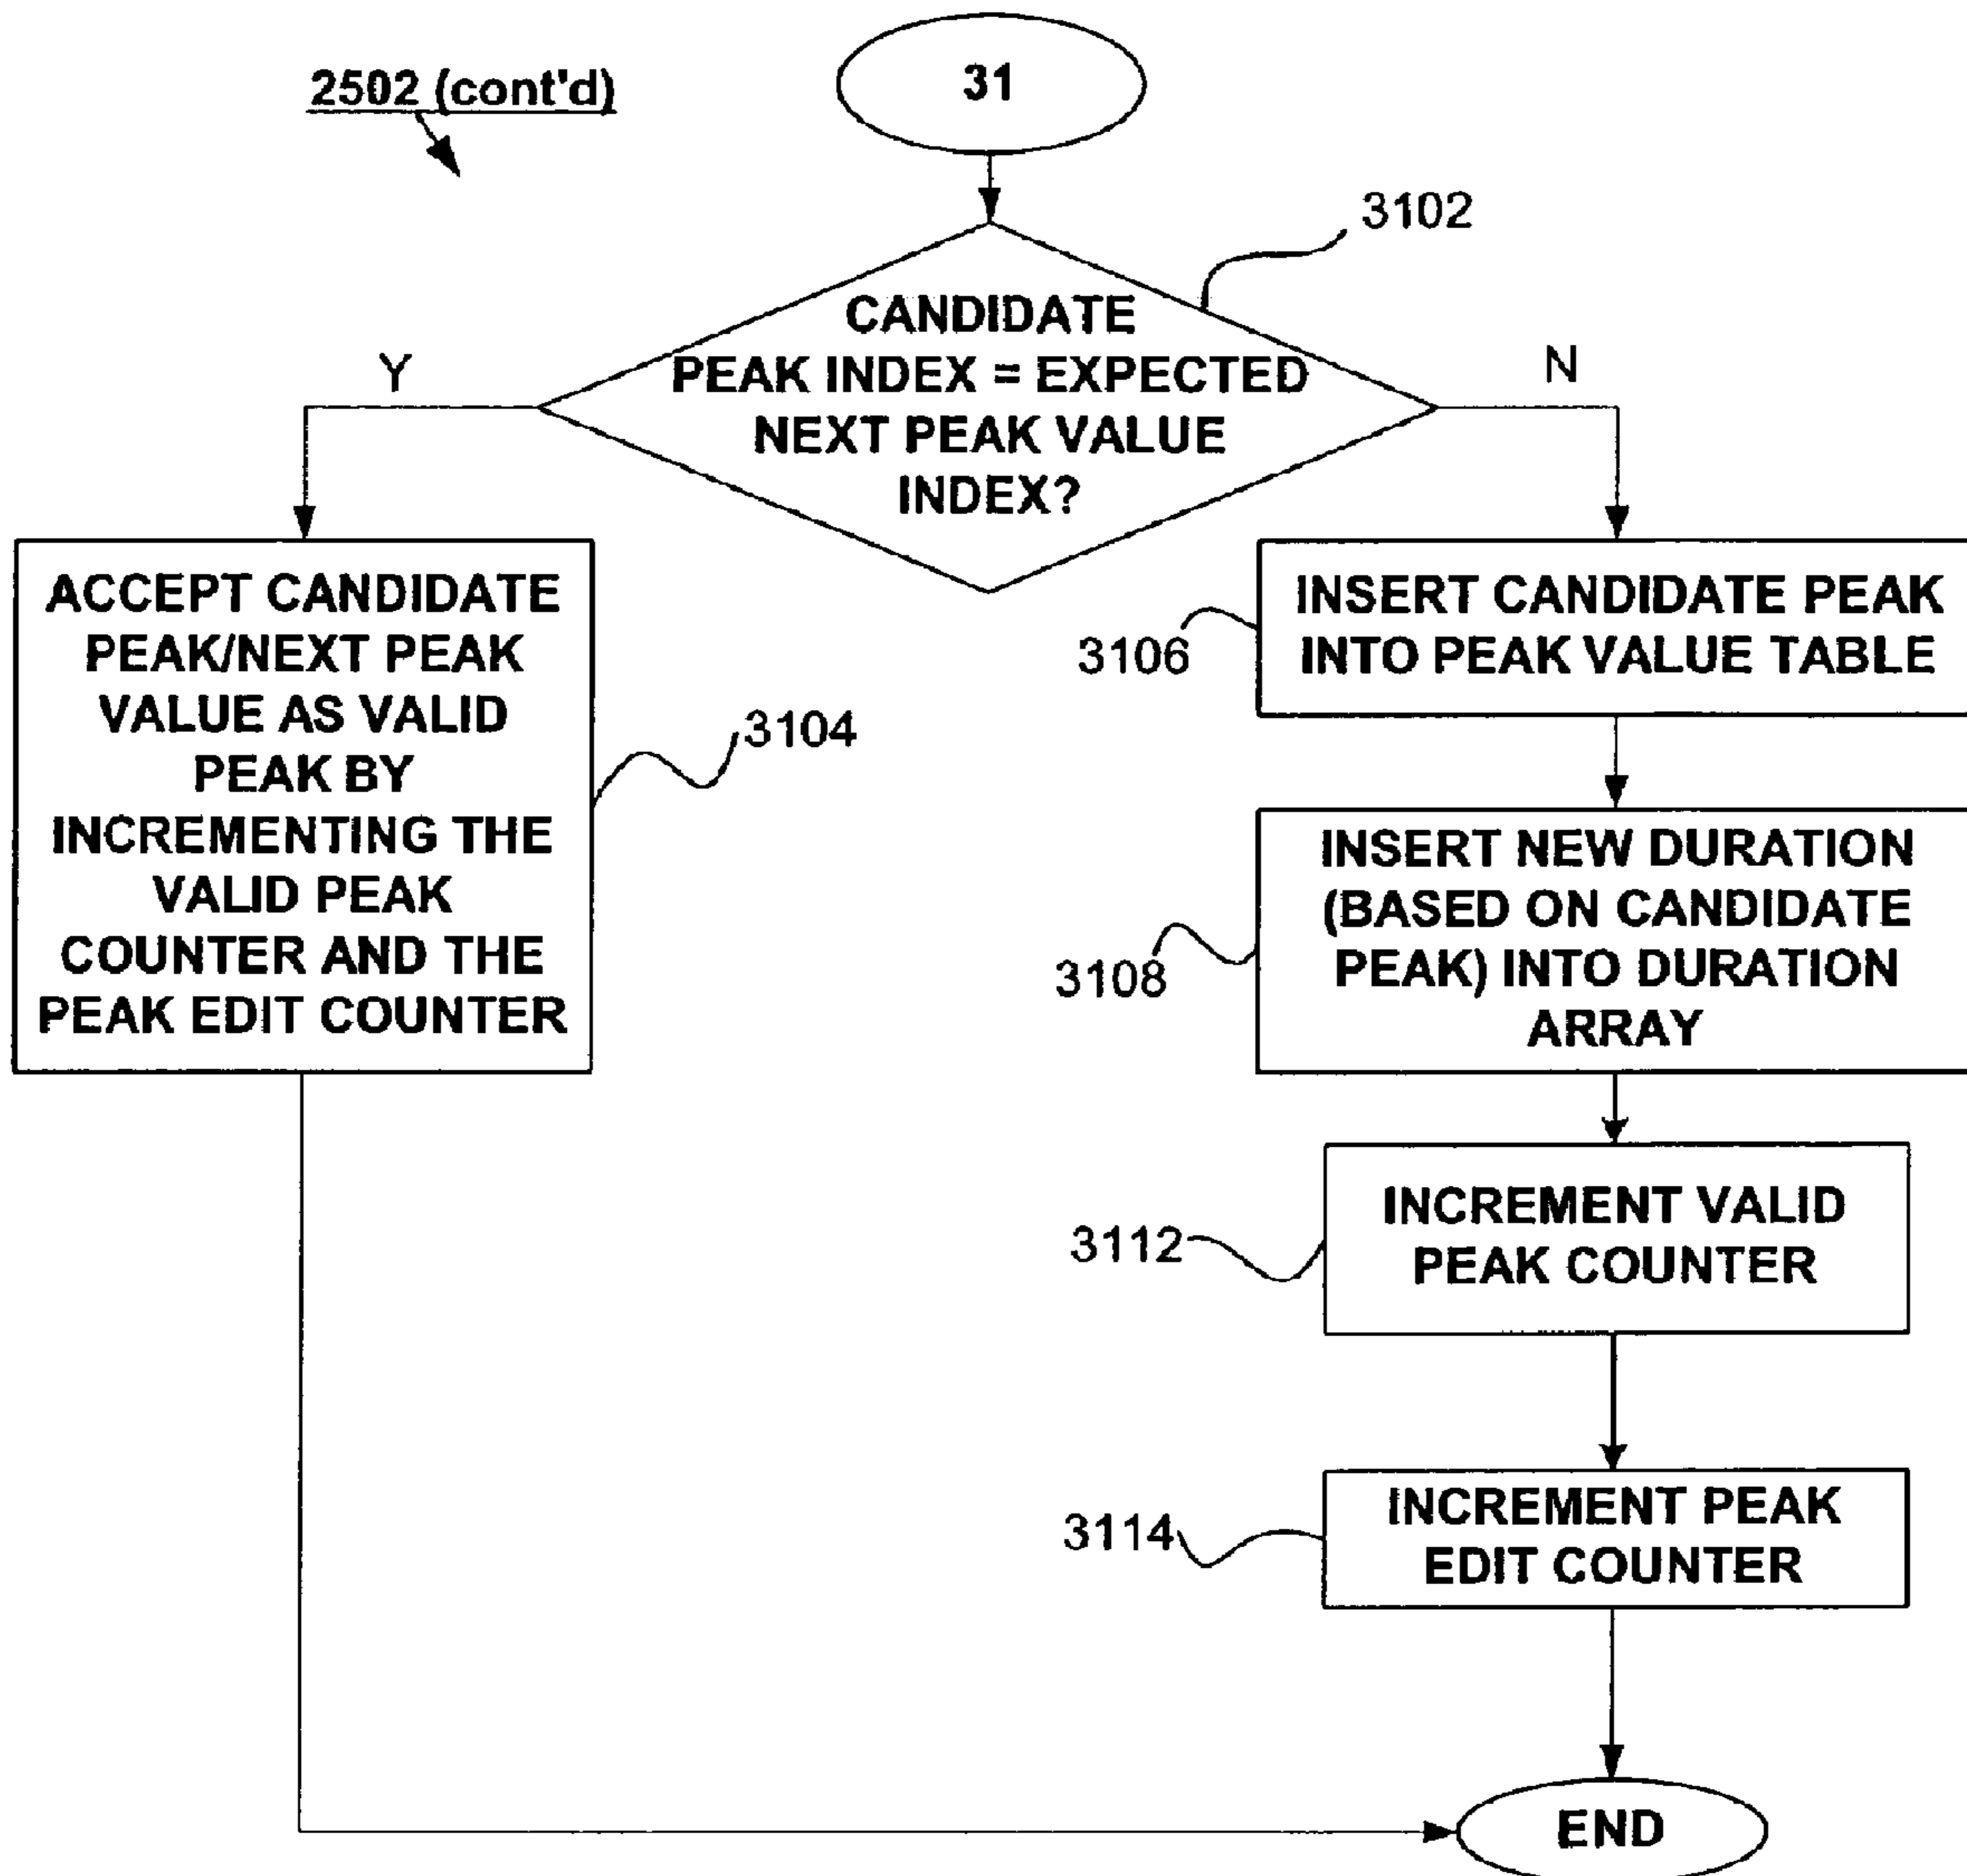 2502 (cont'd)
31
3102
CANDIDATE
PEAK INDEX = EXPECTED
NEXT PEAK VALUE
INDEX?
Y
N
ACCEPT CANDIDATE
PEAK/NEXT PEAK
VALUE AS VALID
PEAK BY
INCREMENTING THE
VALID PEAK
COUNTER AND THE
PEAK EDIT COUNTER
3104
INSERT CANDIDATE PEAK
INTO PEAK VALUE TABLE
3106
INSERT NEW DURATION
(BASED ON CANDIDATE
PEAK) INTO DURATION
ARRAY
3108
INCREMENT VALID
PEAK COUNTER
3112
INCREMENT PEAK
EDIT COUNTER
3114
END